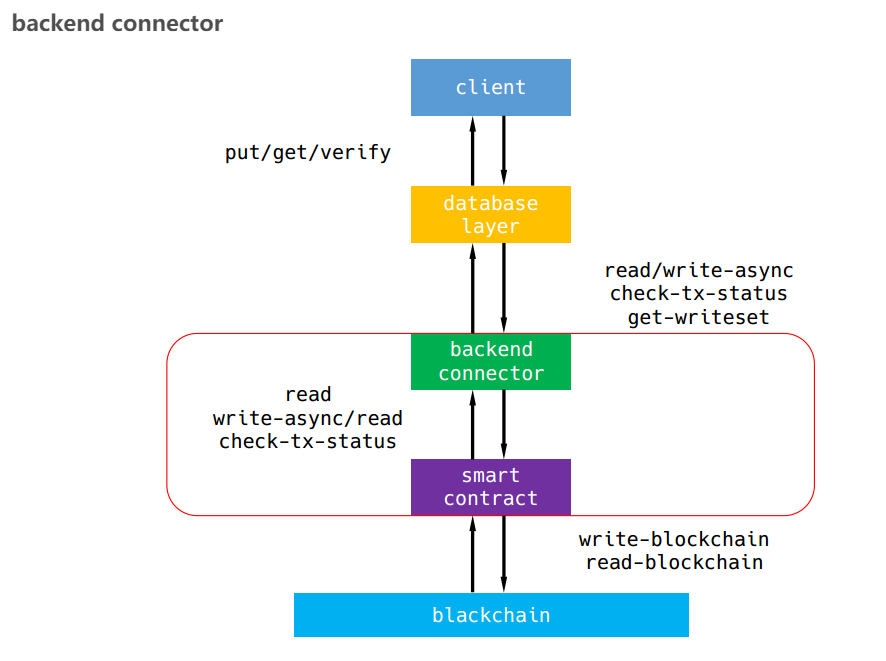 backend connector
client
put/get/verify
database
layer
read/write-async
check-tx-status
get-writeset
backend
connector
read
write-async/read
check-tx-status
smart
contract
write-blockchain
read-blockchain
blackchain